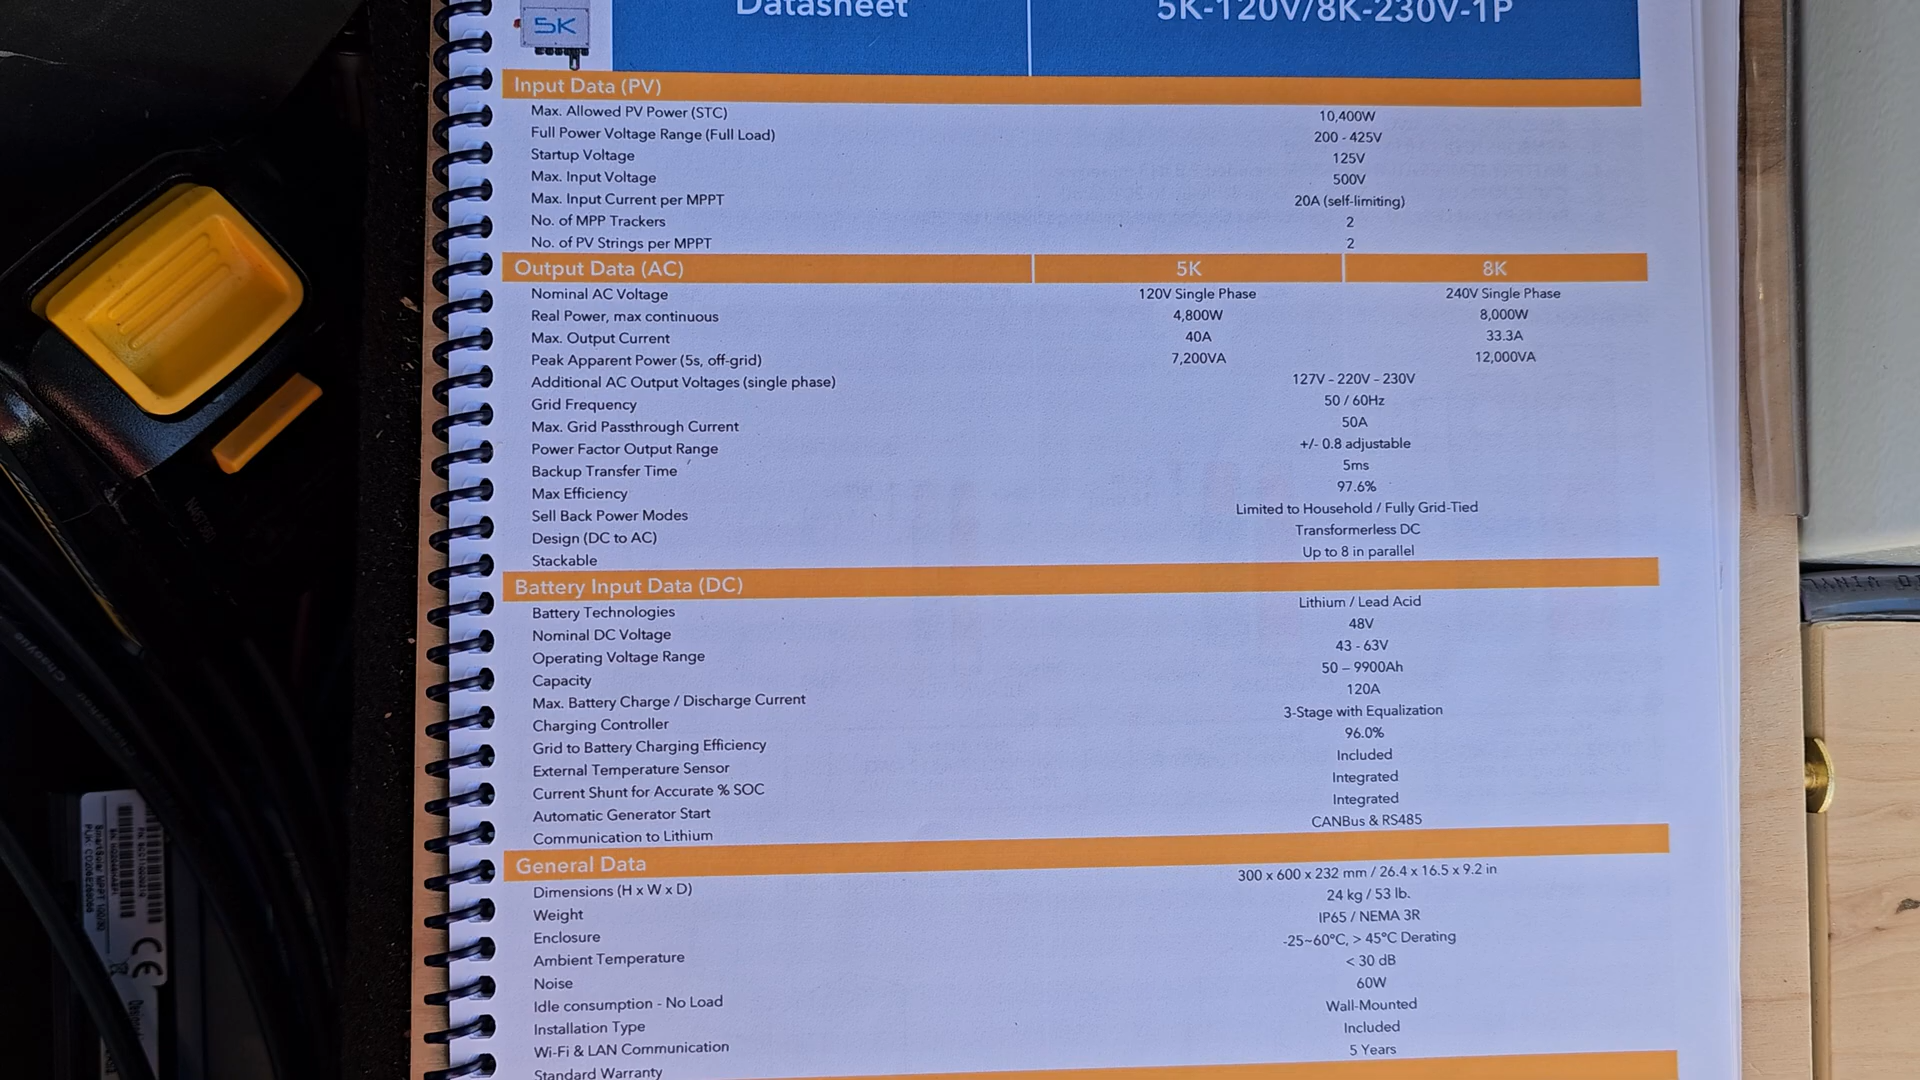 5K
Datasheet
5K-120V/8K-230V-1P
Input Data (PV)
Max. Allowed PV Power (STC) 10,400W
Full Power Voltage Range (Full Load) 200 - 425V
Startup Voltage 125V
Max. Input Voltage 500V
Max. Input Current per MPPT 20A (self-limiting)
No. of MPP Trackers 2
No. of PV Strings per MPPT 2
Output Data (AC) 5K 8K
Nominal AC Voltage 120V Single Phase 240V Single Phase
Real Power, max continuous 4,800W 8,000W
Max. Output Current 40A 33.3A
Peak Apparent Power (5s, off-grid) 7,200VA 12,000VA
Additional AC Output Voltages (single phase) 127V - 220V - 230V
Grid Frequency 50 / 60Hz
Max. Grid Passthrough Current 50A
Power Factor Output Range +/- 0.8 adjustable
Backup Transfer Time 5ms
Max Efficiency 97.6%
Sell Back Power Modes Limited to Household / Fully Grid-Tied
Design (DC to AC) Transformerless DC
Stackable Up to 8 in parallel
Battery Input Data (DC)
Battery Technologies Lithium / Lead Acid
Nominal DC Voltage 48V
Operating Voltage Range 43 - 63V
Capacity 50 – 9900Ah
Max. Battery Charge / Discharge Current 120A
Charging Controller 3-Stage with Equalization
Grid to Battery Charging Efficiency 96.0%
External Temperature Sensor Included
Current Shunt for Accurate % SOC Integrated
Automatic Generator Start Integrated
Communication to Lithium CANBus & RS485
General Data
Dimensions (H x W x D) 300 x 600 x 232 mm / 26.4 x 16.5 x 9.2 in
Weight 24 kg / 53 lb.
Enclosure IP65 / NEMA 3R
Ambient Temperature -25~60°C, > 45°C Derating
Noise < 30 dB
Idle consumption - No Load 60W
Installation Type Wall-Mounted
Wi-Fi & LAN Communication Included
Standard Warranty 5 Years
SmartSolar MPPT 100/30
CE
VINYL